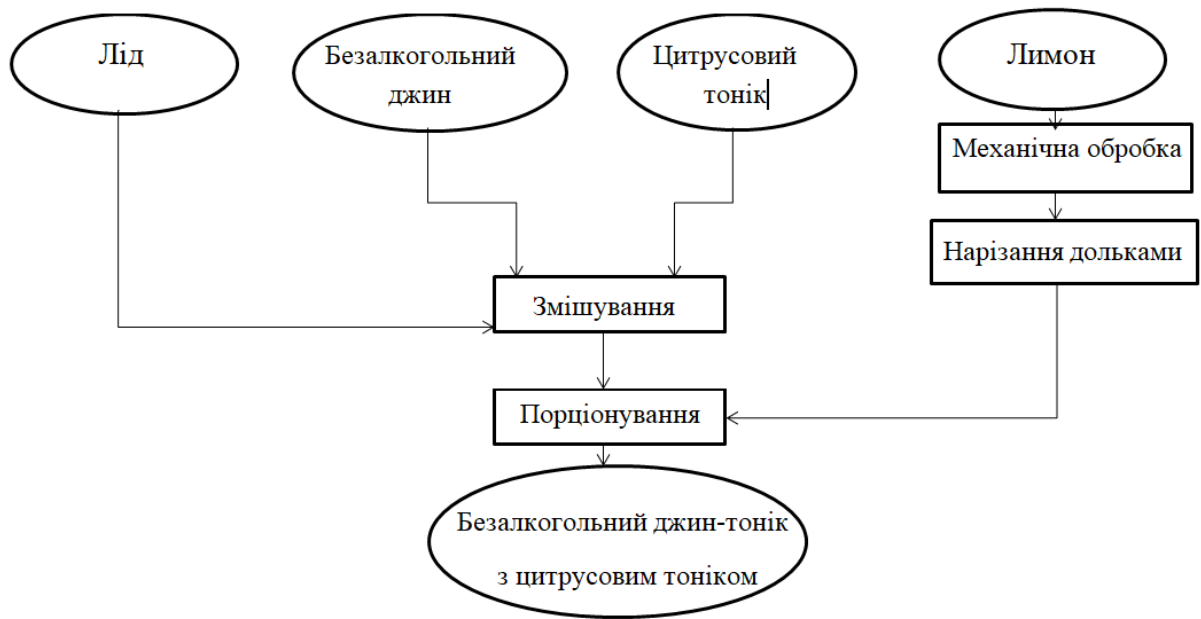 Лід
Безалкогольний
джин
Цитрусовий
тонік
Лимон
Механічна обробка
Нарізання дольками
Змішування
Порціонування
Безалкогольний джин-тонік
з цитрусовим тоніком